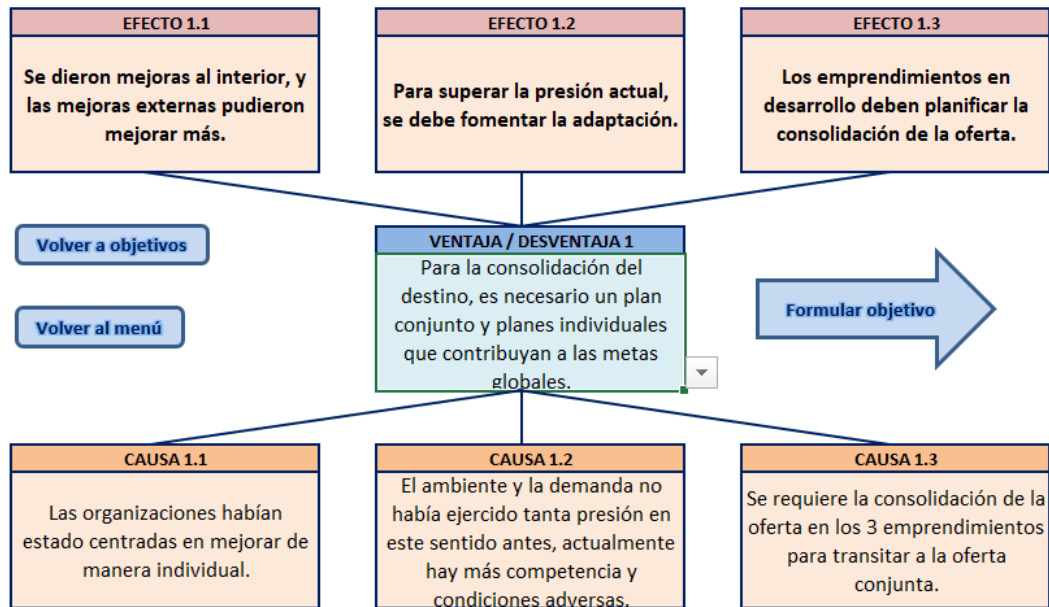 EFECTO 1.1
Se dieron mejoras al interior, y
las mejoras externas pudieron
mejorar más.
EFECTO 1.2
Para superar la presión actual,
se debe fomentar la adaptación.
EFECTO 1.3
Los emprendimientos en
desarrollo deben planificar la
consolidación de la oferta.
Volver a objetivos
Volver al menú
VENTAJA / DESVENTAJA 1
Para la consolidación del
destino, es necesario un plan
conjunto y planes individuales
que contribuyan a las metas
globales.
Formular objetivo
CAUSA 1.1
Las organizaciones habían
estado centradas en mejorar de
manera individual.
CAUSA 1.2
El ambiente y la demanda no
había ejercido tanta presión en
este sentido antes, actualmente
hay más competencia y
condiciones adversas.
CAUSA 1.3
Se requiere la consolidación de la
oferta en los 3 emprendimientos
para transitar a la oferta
conjunta.